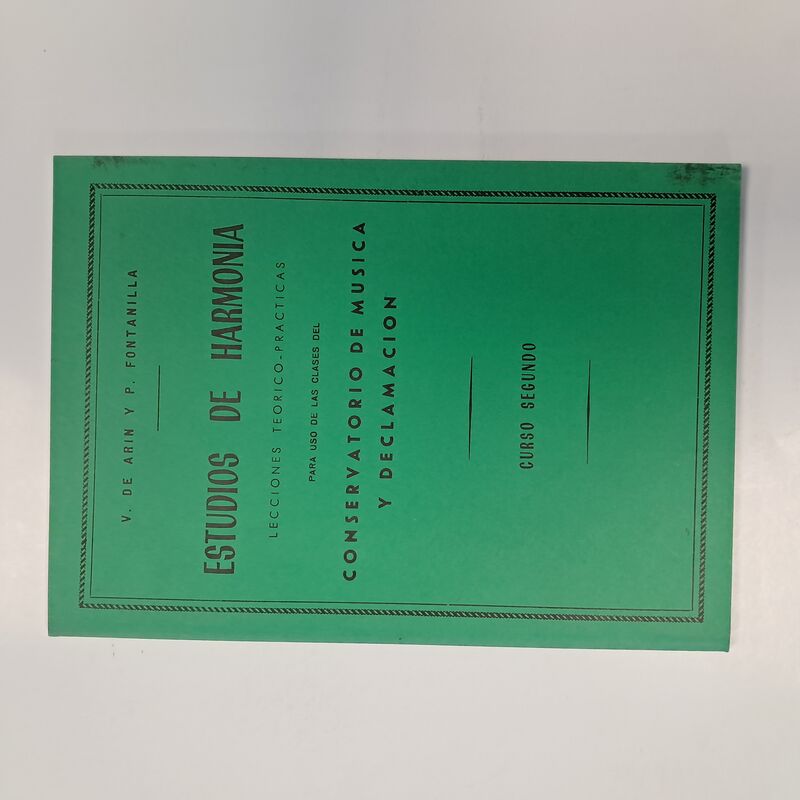 V. DE ARIN Y P. FONTANILLA
ESTUDIOS DE HARMONIA
LECCIONES TEORICO-PRACTICAS
PARA USO DE LAS CLASES DEL
CONSERVATORIO DE MUSICA
Y DECLAMACION
CURSO SEGUNDO